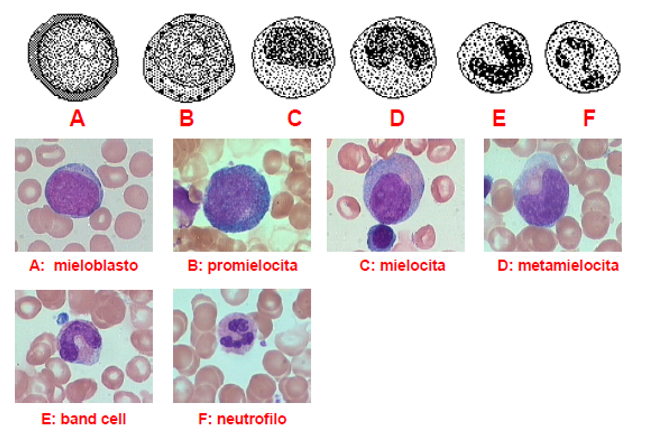 A B C D E F
A: mieloblasto B: promielocita C: mielocita D: metamielocita
E: band cell F: neutrofilo